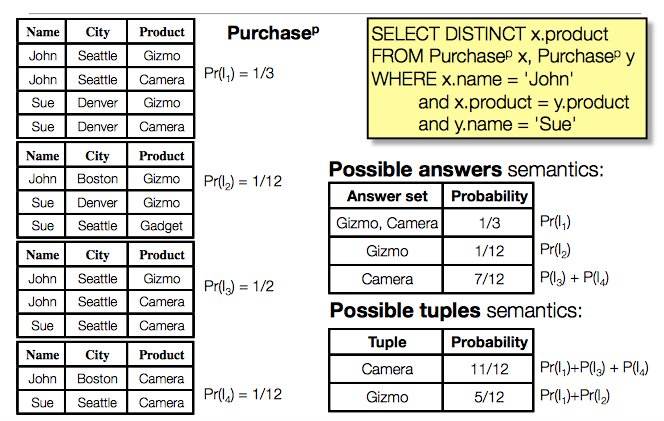 Name City Product
John Seattle Gizmo
John Seattle Camera
Sue Denver Gizmo
Sue Denver Camera
Purchaseᵖ
Pr(I₁) = 1/3
Name City Product
John Boston Gizmo
Sue Denver Gizmo
Sue Seattle Gadget
Pr(I₂) = 1/12
Name City Product
John Seattle Gizmo
John Seattle Camera
Sue Seattle Camera
Pr(I₃) = 1/2
Name City Product
John Boston Camera
Sue Seattle Camera
Pr(I₄) = 1/12
SELECT DISTINCT x.product
FROM Purchaseᵖ x, Purchaseᵖ y
WHERE x.name = 'John'
and x.product = y.product
and y.name = 'Sue'
Possible answers semantics:
Answer set Probability
Gizmo, Camera 1/3 Pr(I₁)
Gizmo 1/12 Pr(I₂)
Camera 7/12 P(I₃) + P(I₄)
Possible tuples semantics:
Tuple Probability
Camera 11/12 Pr(I₁)+P(I₃) + P(I₄)
Gizmo 5/12 Pr(I₁)+Pr(I₂)